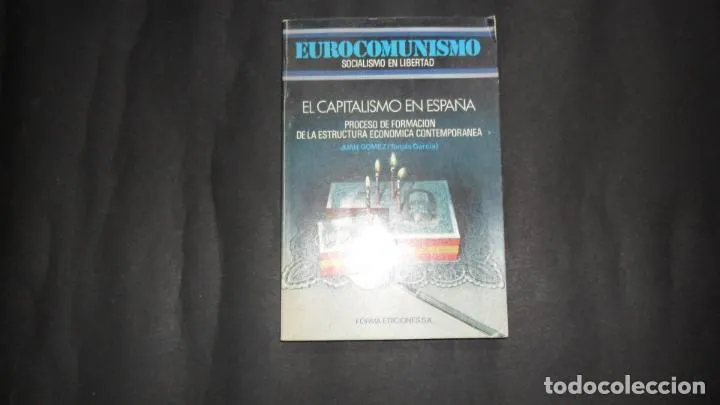 EUROCOMUNISMO
SOCIALISMO EN LIBERTAD
EL CAPITALISMO EN ESPAÑA
PROCESO DE FORMACION
DE LA ESTRUCTURA ECONOMICA CONTEMPORANEA
JUAN GOMEZ (Tomás García)
FORMA EDICIONES, S.A.
todocoleccion